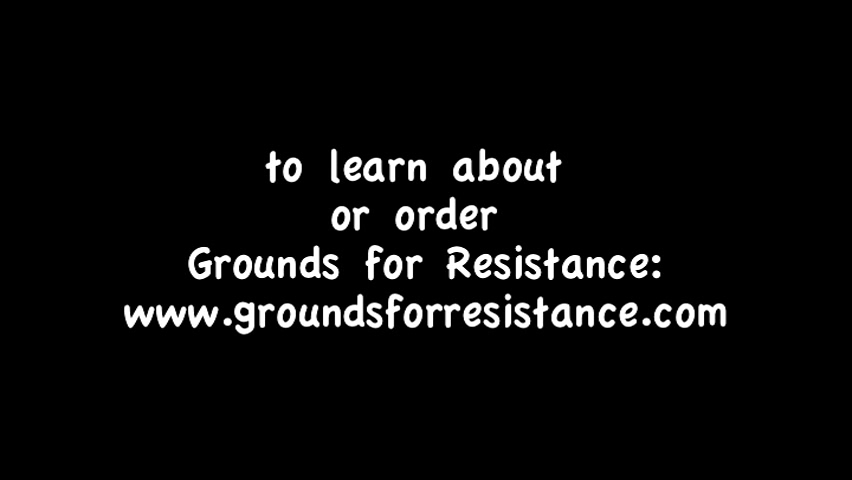 to learn about
or order
Grounds for Resistance:
www.groundsforresistance.com